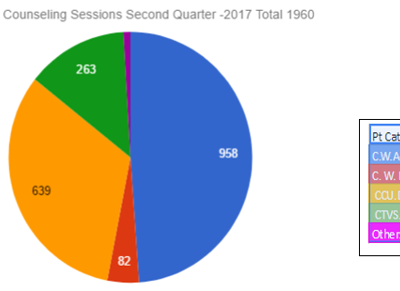 Counseling Sessions Second Quarter -2017 Total 1960
263
958
639
82
Pt Cat
C.W.A
C. W.
CCU.
CTVS
Other